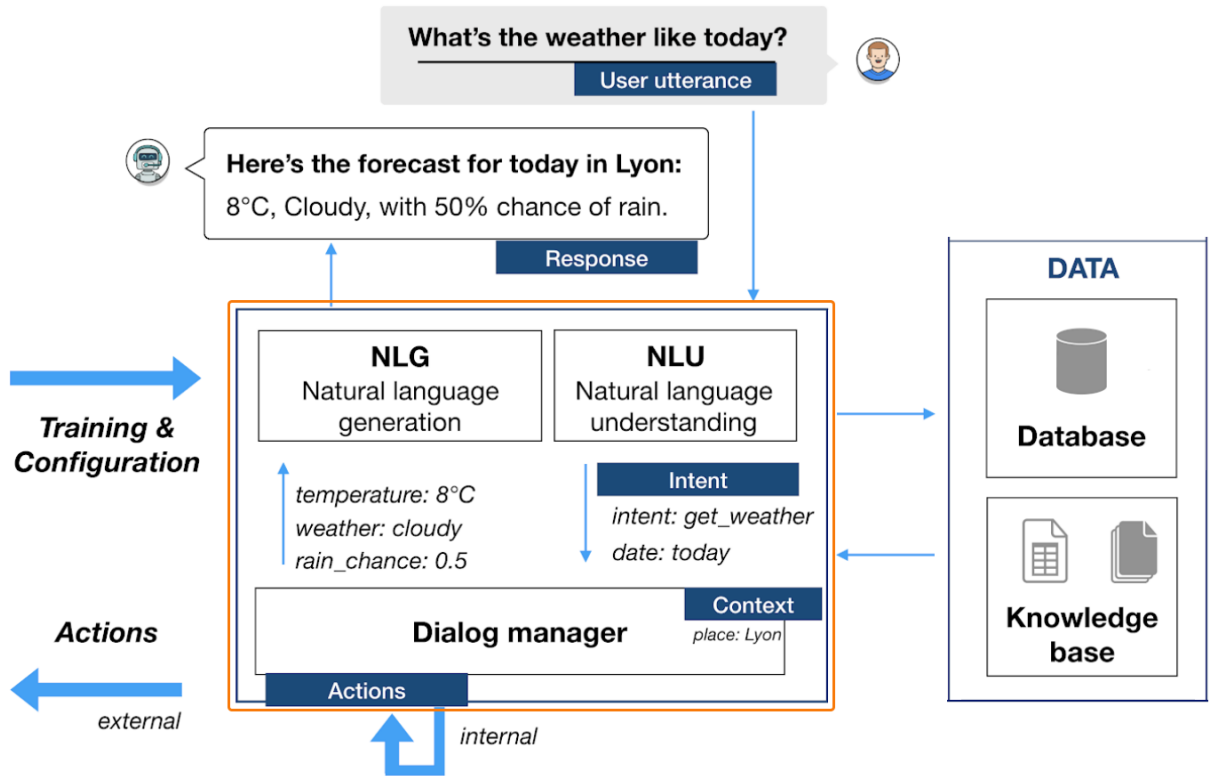 What's the weather like today?
User utterance
Here's the forecast for today in Lyon:
8°C, Cloudy, with 50% chance of rain.
Response
Training &
Configuration
NLG
Natural language
generation
NLU
Natural language
understanding
temperature: 8°C
weather: cloudy
rain_chance: 0.5
Intent
intent: get_weather
date: today
Dialog manager
Context
place: Lyon
Actions
internal
Actions
external
DATA
Database
Knowledge
base